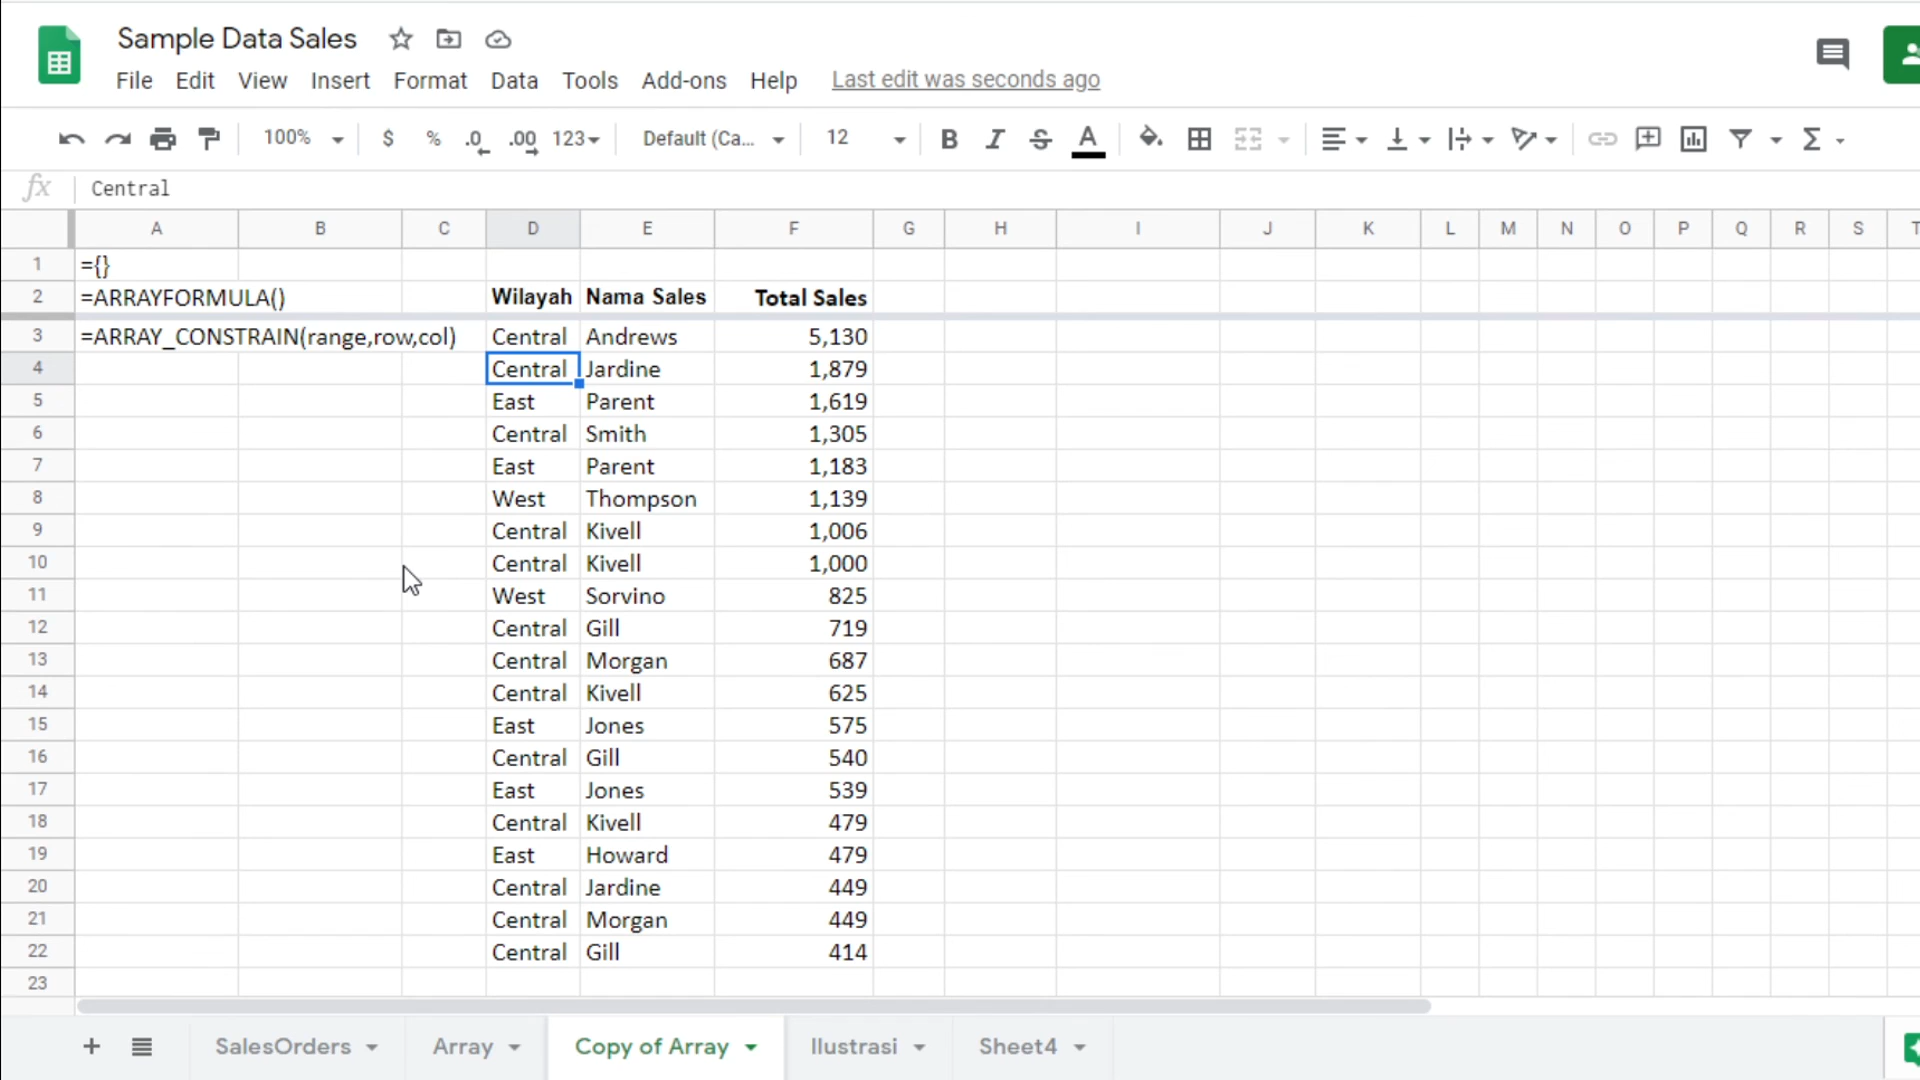 Sample Data Sales
File Edit View Insert Format Data Tools Add-ons Help Last edit was seconds ago
100% $ % .0 .00 123 Default (Ca... 12 B I S A
fx Central
A B C D E F G H I J K L M N O P Q R S T
1 ={}
2 =ARRAYFORMULA() Wilayah Nama Sales Total Sales
3 =ARRAY_CONSTRAIN(range,row,col) Central Andrews 5,130
4 Central Jardine 1,879
5 East Parent 1,619
6 Central Smith 1,305
7 East Parent 1,183
8 West Thompson 1,139
9 Central Kivell 1,006
10 Central Kivell 1,000
11 West Sorvino 825
12 Central Gill 719
13 Central Morgan 687
14 Central Kivell 625
15 East Jones 575
16 Central Gill 540
17 East Jones 539
18 Central Kivell 479
19 East Howard 479
20 Central Jardine 449
21 Central Morgan 449
22 Central Gill 414
23
SalesOrders Array Copy of Array Ilustrasi Sheet4